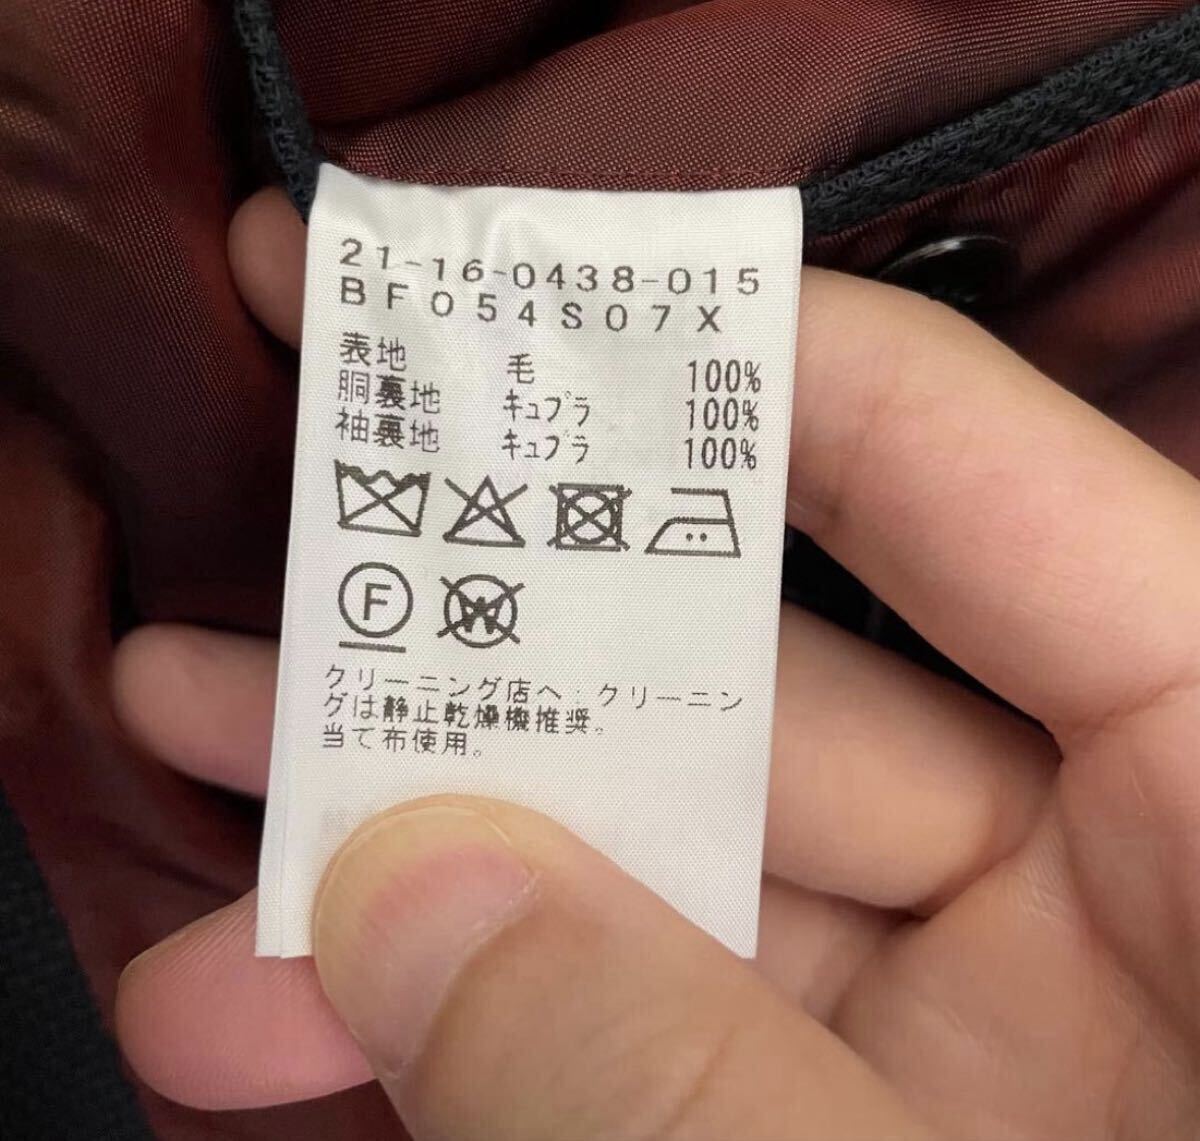 21-16-0438-015
BF054S07X
表地 毛 100%
胴裏地 キュプラ 100%
袖裏地 キュプラ 100%
F W
クリーニング店へ・クリーニン
グは静止乾燥機推奨。
当て布使用。